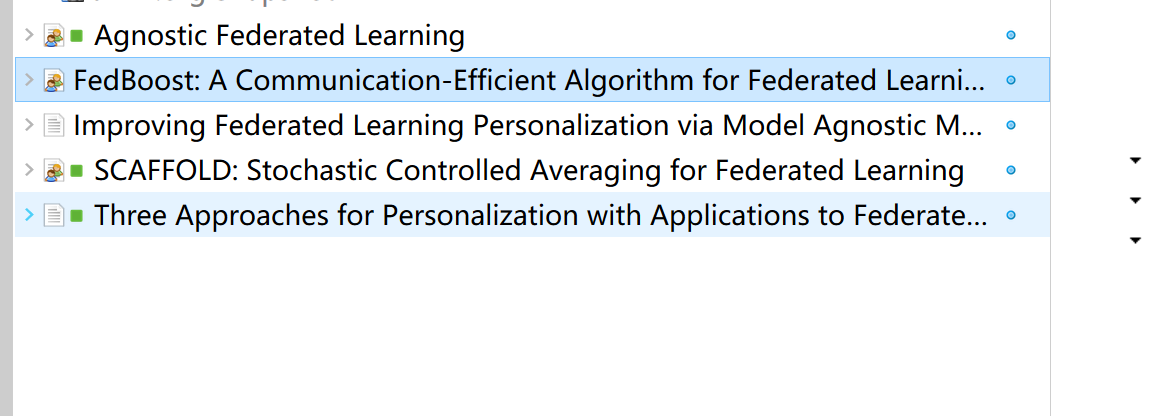 Agnostic Federated Learning
FedBoost: A Communication-Efficient Algorithm for Federated Learni...
Improving Federated Learning Personalization via Model Agnostic M...
SCAFFOLD: Stochastic Controlled Averaging for Federated Learning
Three Approaches for Personalization with Applications to Federate...